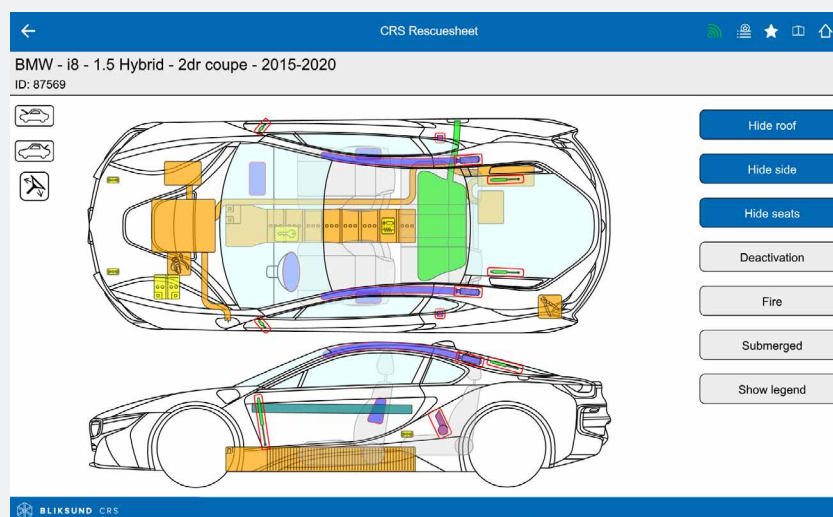 CRS Rescuesheet
BMW - i8 - 1.5 Hybrid - 2dr coupe - 2015-2020
ID: 87569
Hide roof
Hide side
Hide seats
Deactivation
Fire
Submerged
Show legend
BLIKSUND CRS